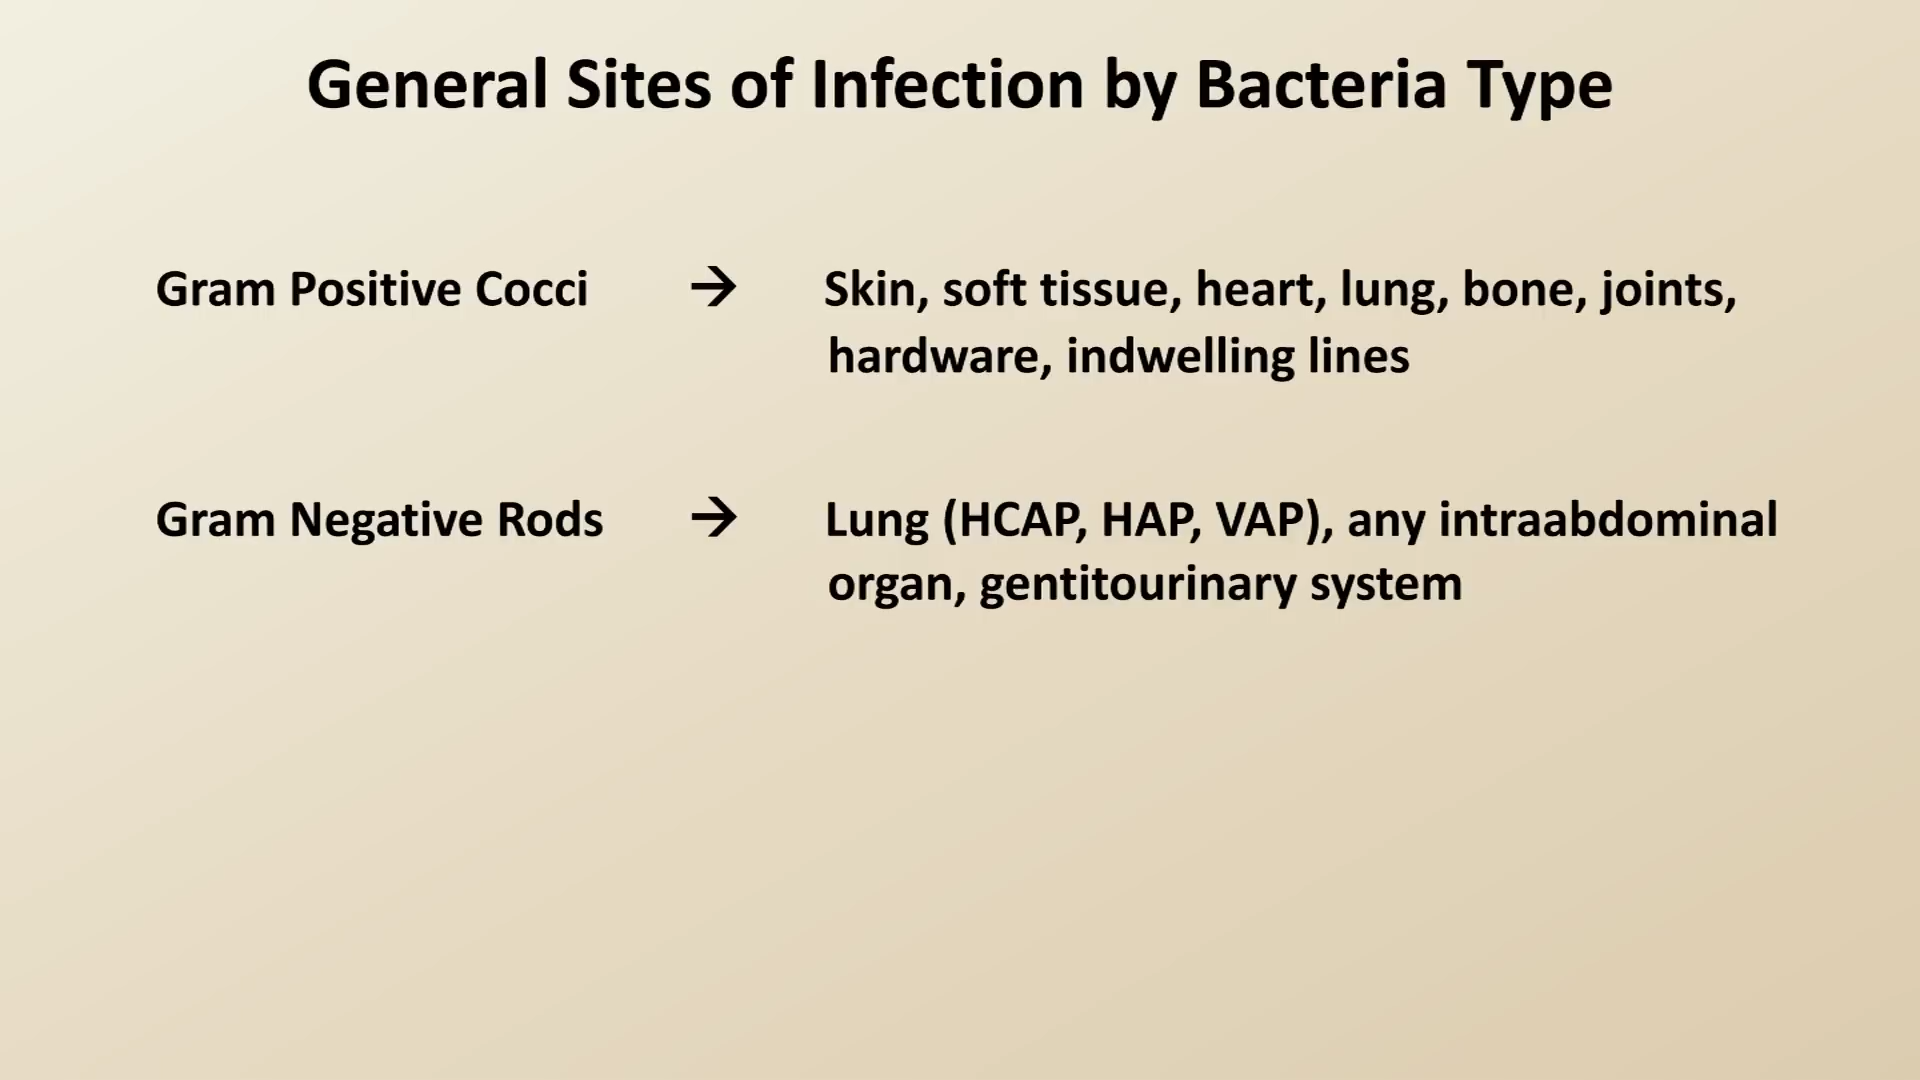 General Sites of Infection by Bacteria Type
Gram Positive Cocci → Skin, soft tissue, heart, lung, bone, joints,
hardware, indwelling lines
Gram Negative Rods → Lung (HCAP, HAP, VAP), any intraabdominal
organ, gentitourinary system